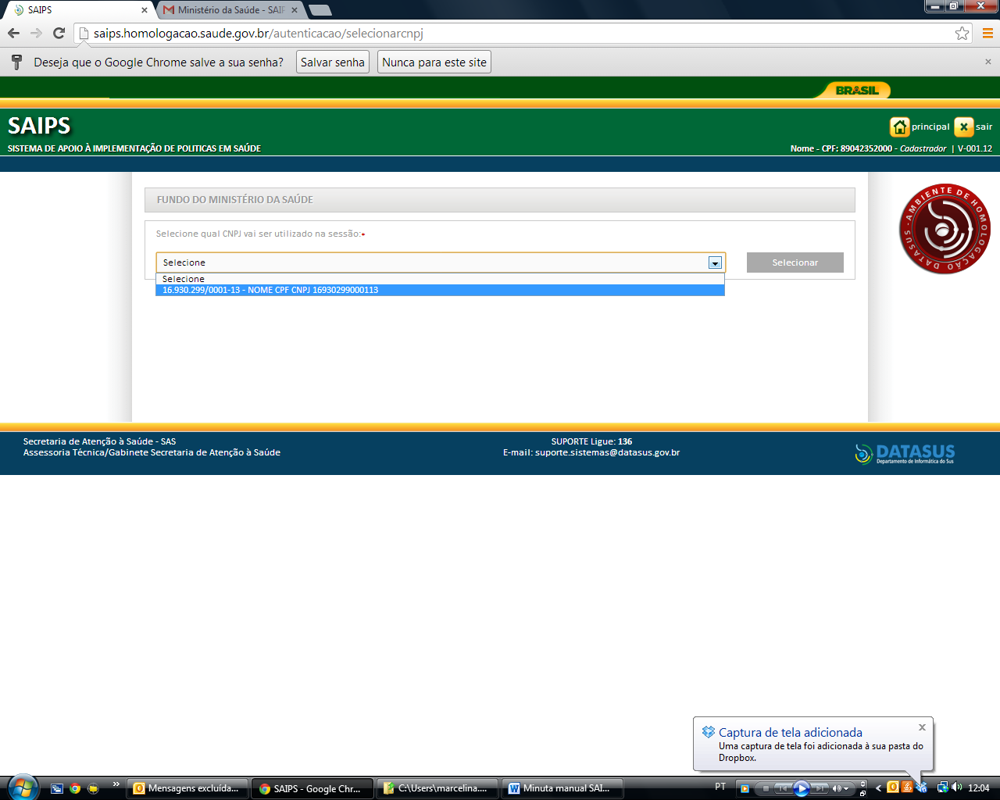 SAIPS
Ministério da Saúde - SAIP
saips.homologacao.saude.gov.br/autenticacao/selecionarcnpj
Deseja que o Google Chrome salve a sua senha?
Salvar senha
Nunca para este site
BRASIL
SAIPS
principal
sair
SISTEMA DE APOIO À IMPLEMENTAÇÃO DE POLITICAS EM SAÚDE
Nome - CPF: 89042352000 - Cadastrador | V-001.12
FUNDO DO MINISTÉRIO DA SAÚDE
AMBIENTE DE HOMOLOGAÇÃO DATASUS
Selecione qual CNPJ vai ser utilizado na sessão:
Selecione
Selecionar
Selecione
16.930.299/0001-13 - NOME CPF CNPJ 16930299000113
Secretaria de Atenção à Saúde - SAS
Assessoria Técnica/Gabinete Secretaria de Atenção à Saúde
SUPORTE Ligue: 136
E-mail: suporte.sistemas@datasus.gov.br
DATASUS
Departamento de Informática do Sus
Captura de tela adicionada
Uma captura de tela foi adicionada à sua pasta do
Dropbox.
Mensagens excluída...
SAIPS - Google Chr...
C:\Users\marcelina....
Minuta manual SAI...
PT
12:04